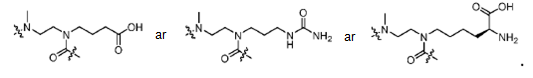 N N OH O O ar N N N H O NH₂ O ar N N O OH NH₂ O .